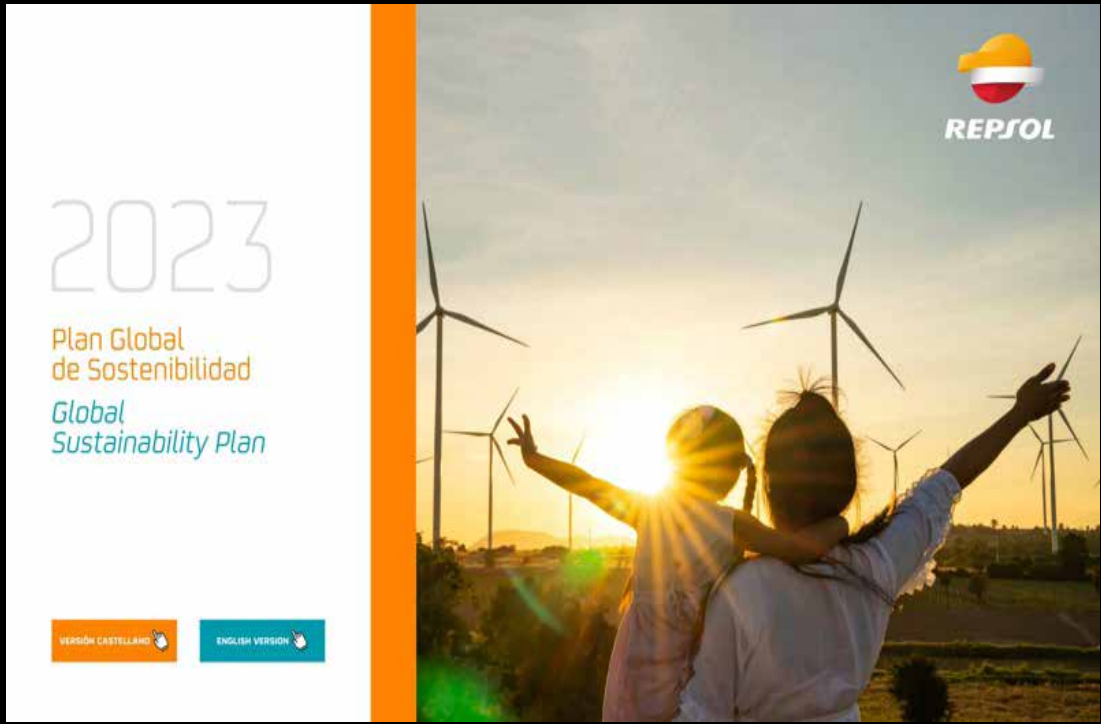 2023
Plan Global
de Sostenibilidad
Global
Sustainability Plan
VERSIÓN CASTELLANO
ENGLISH VERSION
REPSOL